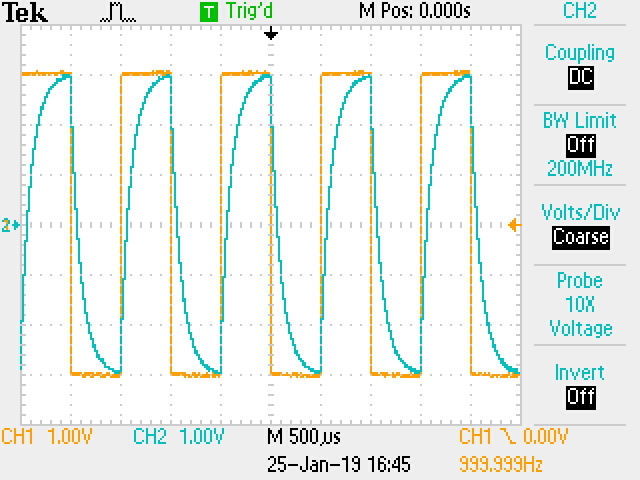 Tek T Trig'd M Pos: 0.000s CH2
Coupling
DC
BW Limit
Off
200MHz
2
Volts/Div
Coarse
Probe
10X
Voltage
Invert
Off
CH1 1.00V CH2 1.00V M 500µs CH1 0.00V
25-Jan-19 16:45 999.999Hz